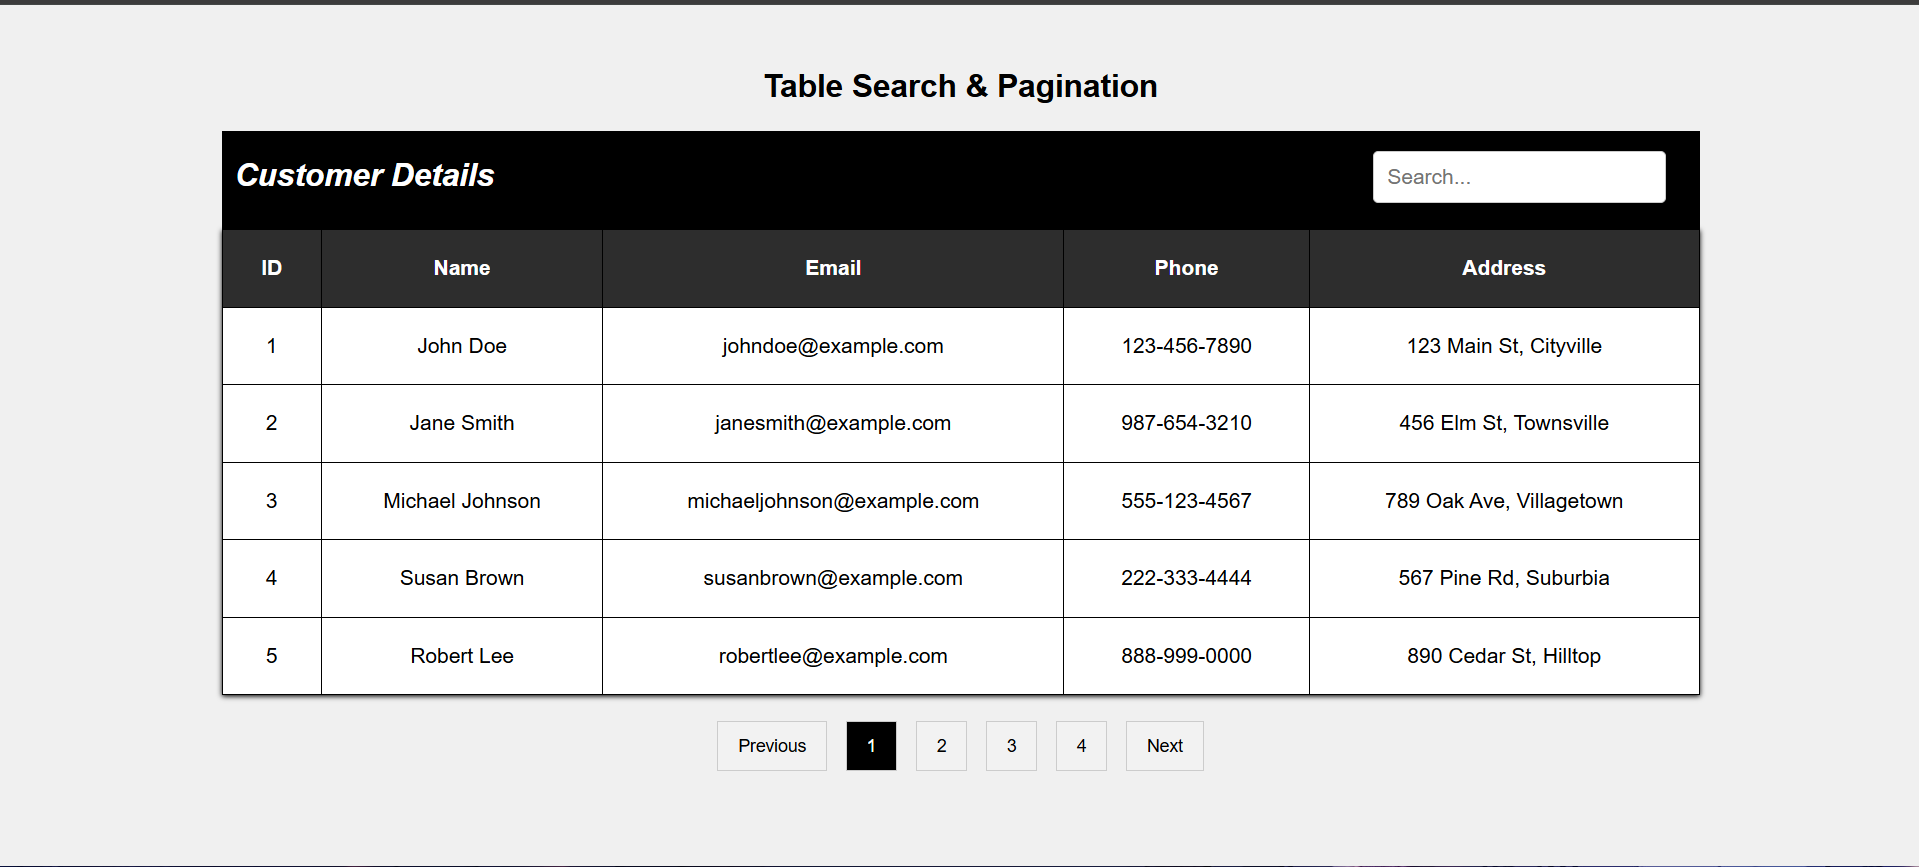 Table Search & Pagination
Customer Details
Search...
ID Name Email Phone Address
1 John Doe johndoe@example.com 123-456-7890 123 Main St, Cityville
2 Jane Smith janesmith@example.com 987-654-3210 456 Elm St, Townsville
3 Michael Johnson michaeljohnson@example.com 555-123-4567 789 Oak Ave, Villagetown
4 Susan Brown susanbrown@example.com 222-333-4444 567 Pine Rd, Suburbia
5 Robert Lee robertlee@example.com 888-999-0000 890 Cedar St, Hilltop
Previous 1 2 3 4 Next